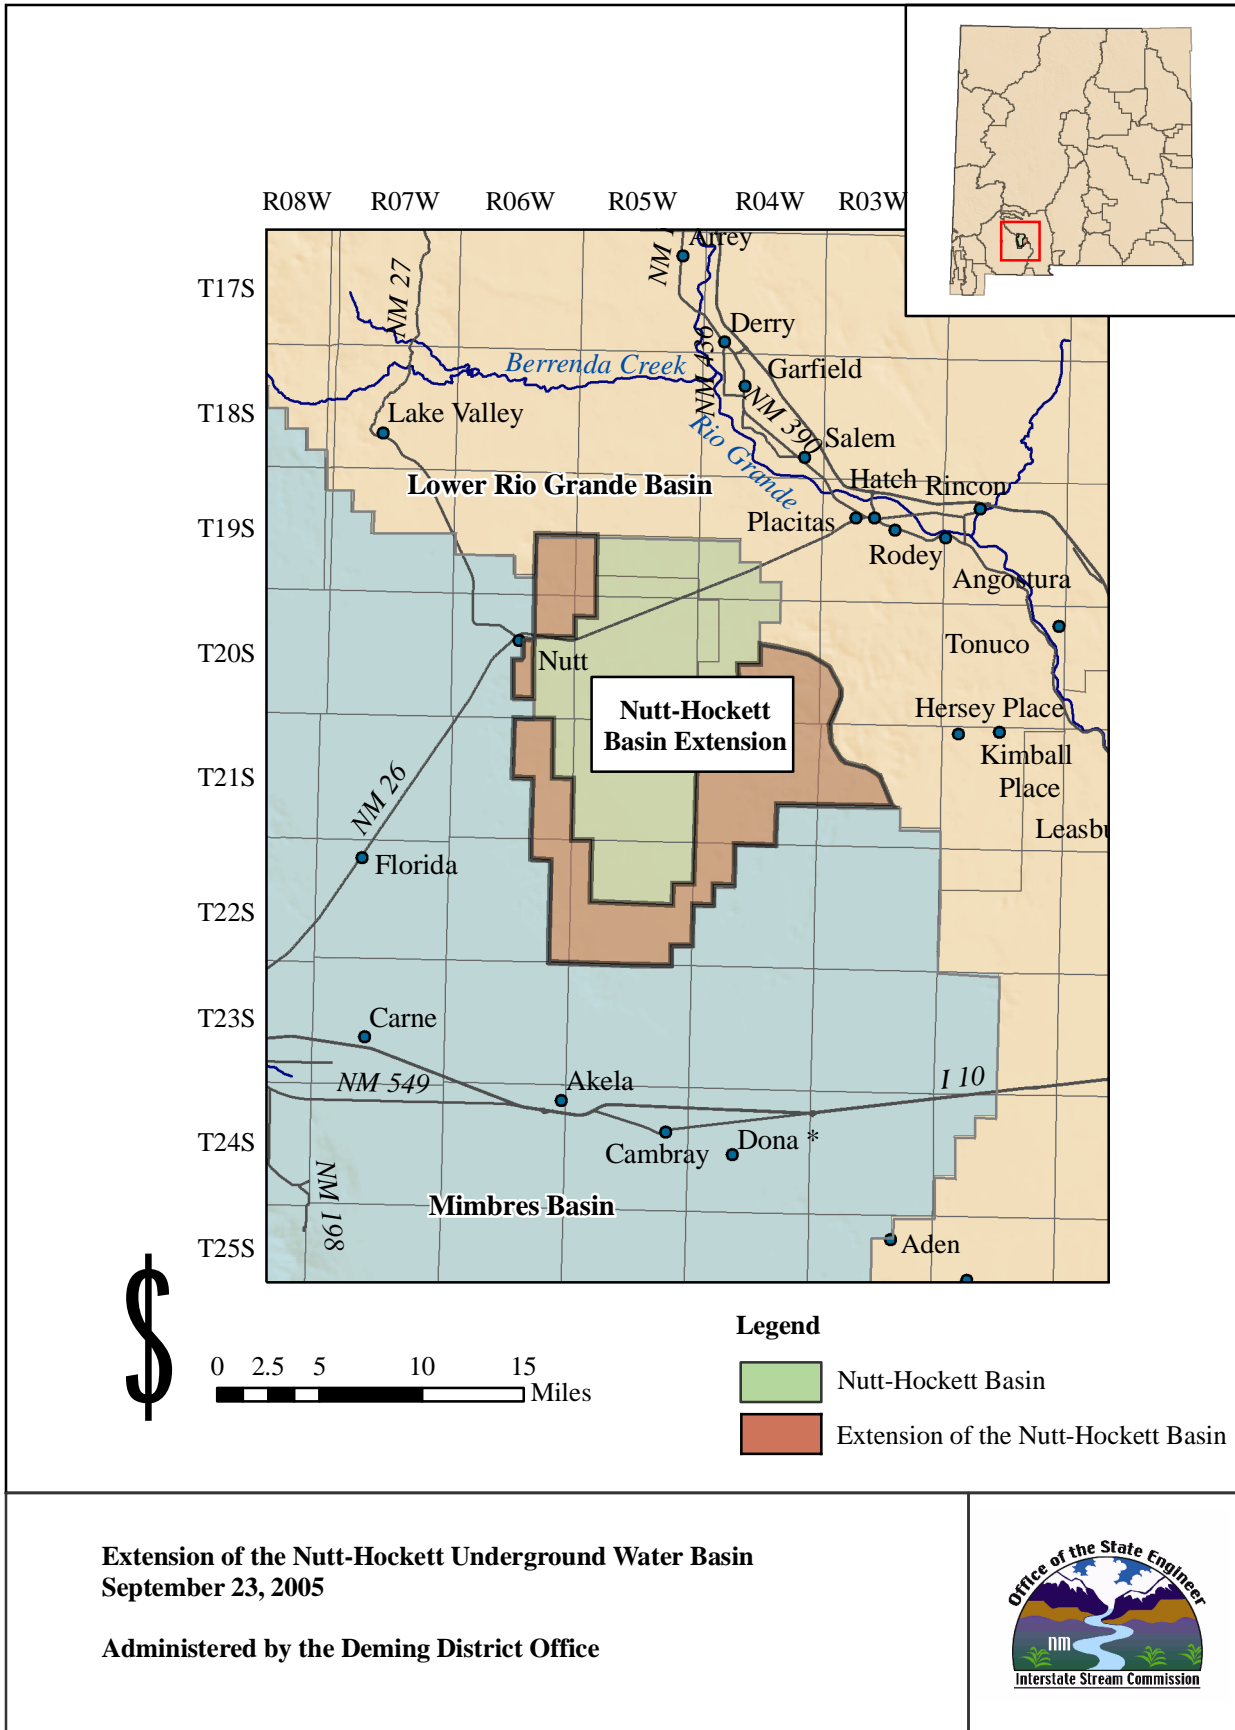 R08W R07W R06W R05W R04W R03W
T17S
T18S
T19S
T20S
T21S
T22S
T23S
T24S
T25S
Arrey
NM 27
Derry
NM 436
Garfield
Berrenda Creek
NM 390
Lake Valley
Rio Grande
Salem
Lower Rio Grande Basin
Hatch
Rincon
Placitas
Rodey
Angostura
Tonuco
Nutt
Nutt-Hockett
Basin Extension
Hersey Place
Kimball
Place
NM 26
Florida
Carne
NM 549
Akela
I 10
Cambray
Dona *
NM 198
Mimbres Basin
Aden
$
0 2.5 5 10 15
Miles
Legend
Nutt-Hockett Basin
Extension of the Nutt-Hockett Basin
Extension of the Nutt-Hockett Underground Water Basin
September 23, 2005
Administered by the Deming District Office
Office of the State Engineer
nm
Interstate Stream Commission